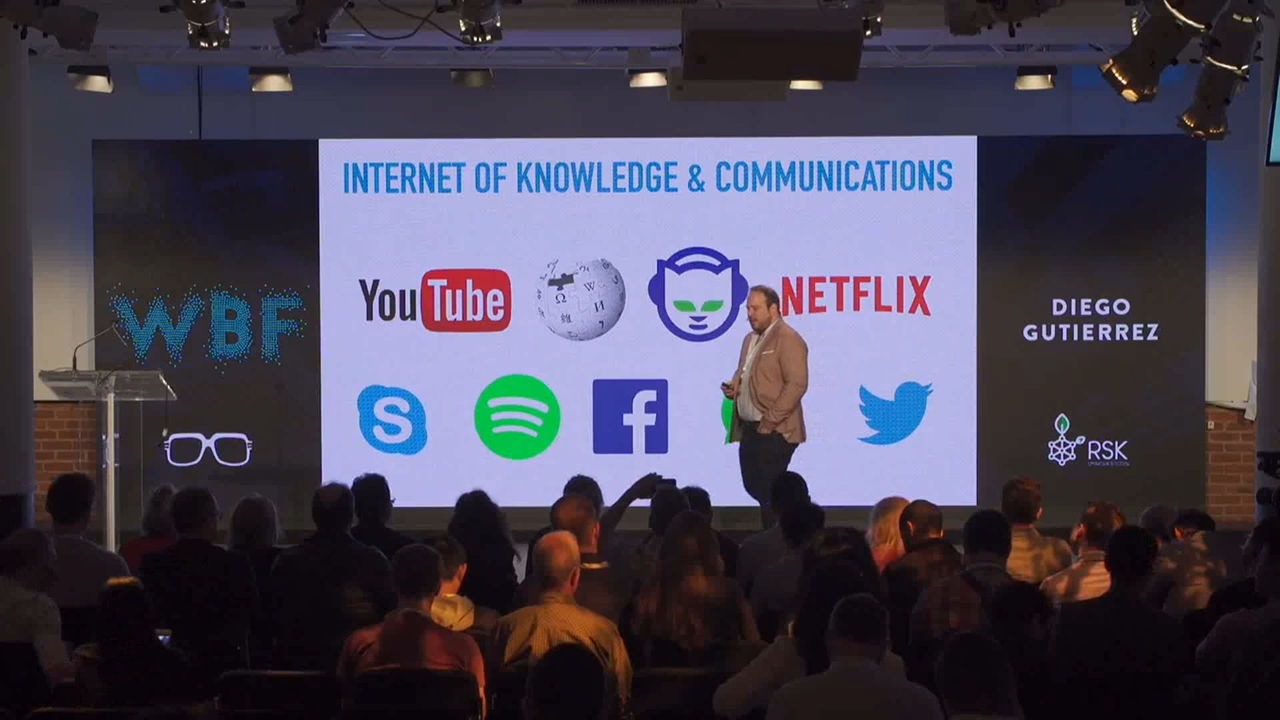 INTERNET OF KNOWLEDGE & COMMUNICATIONS
YouTube
NETFLIX
WBF
DIEGO
GUTIERREZ
S
f
RSK